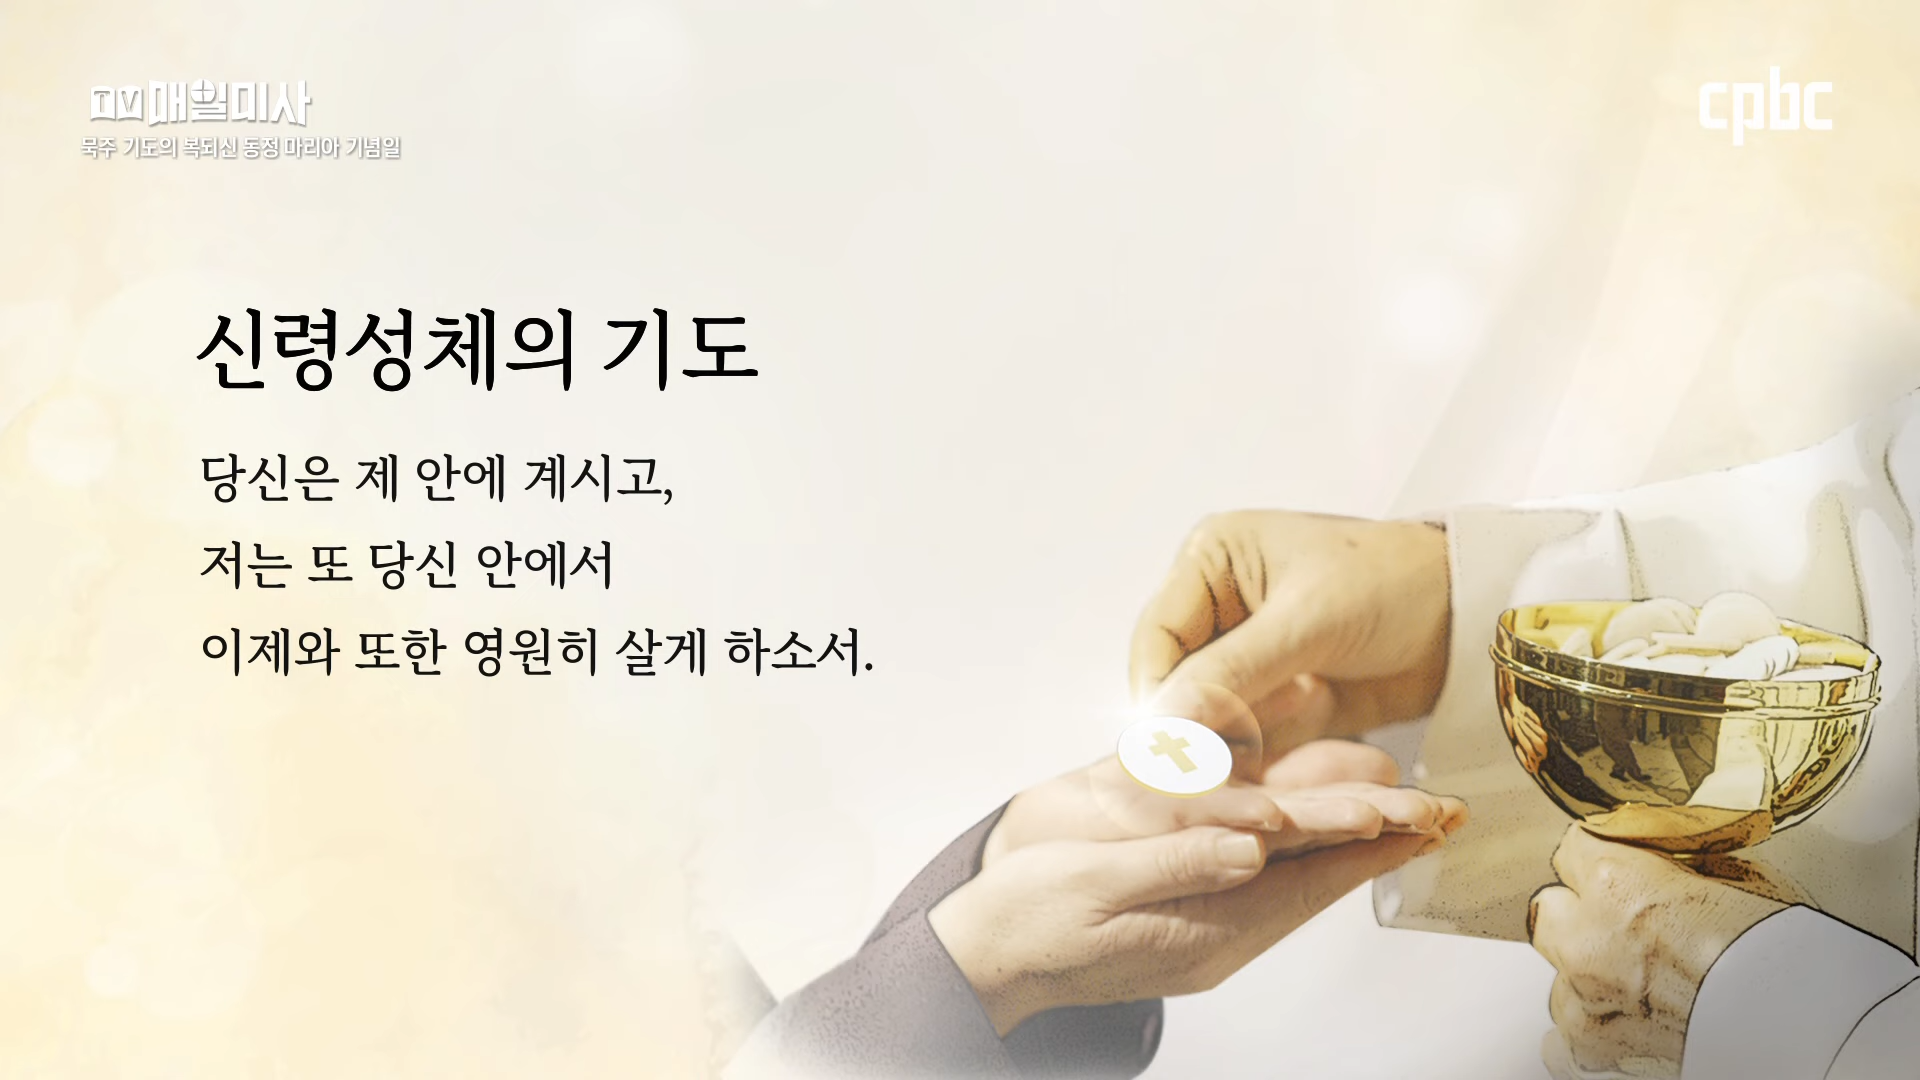 TV매일미사
묵주 기도의 복되신 동정 마리아 기념일
cpbc
신령성체의 기도
당신은 제 안에 계시고,
저는 또 당신 안에서
이제와 또한 영원히 살게 하소서.